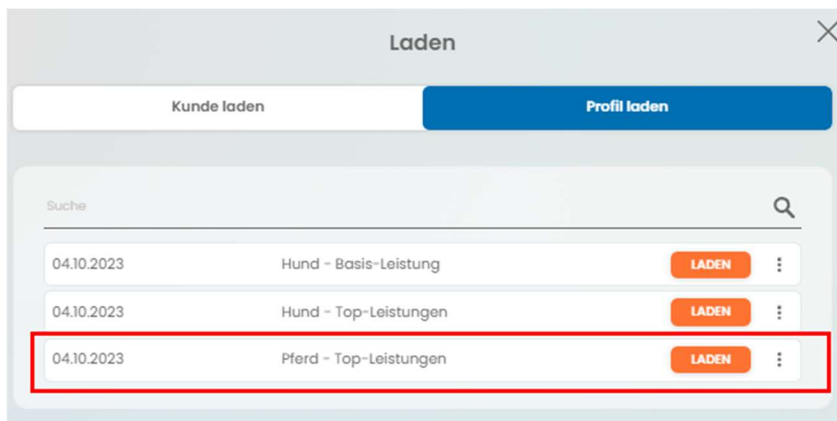 Laden
Kunde laden Profil laden
Suche
04.10.2023 Hund - Basis-Leistung LADEN
04.10.2023 Hund - Top-Leistungen LADEN
04.10.2023 Pferd - Top-Leistungen LADEN